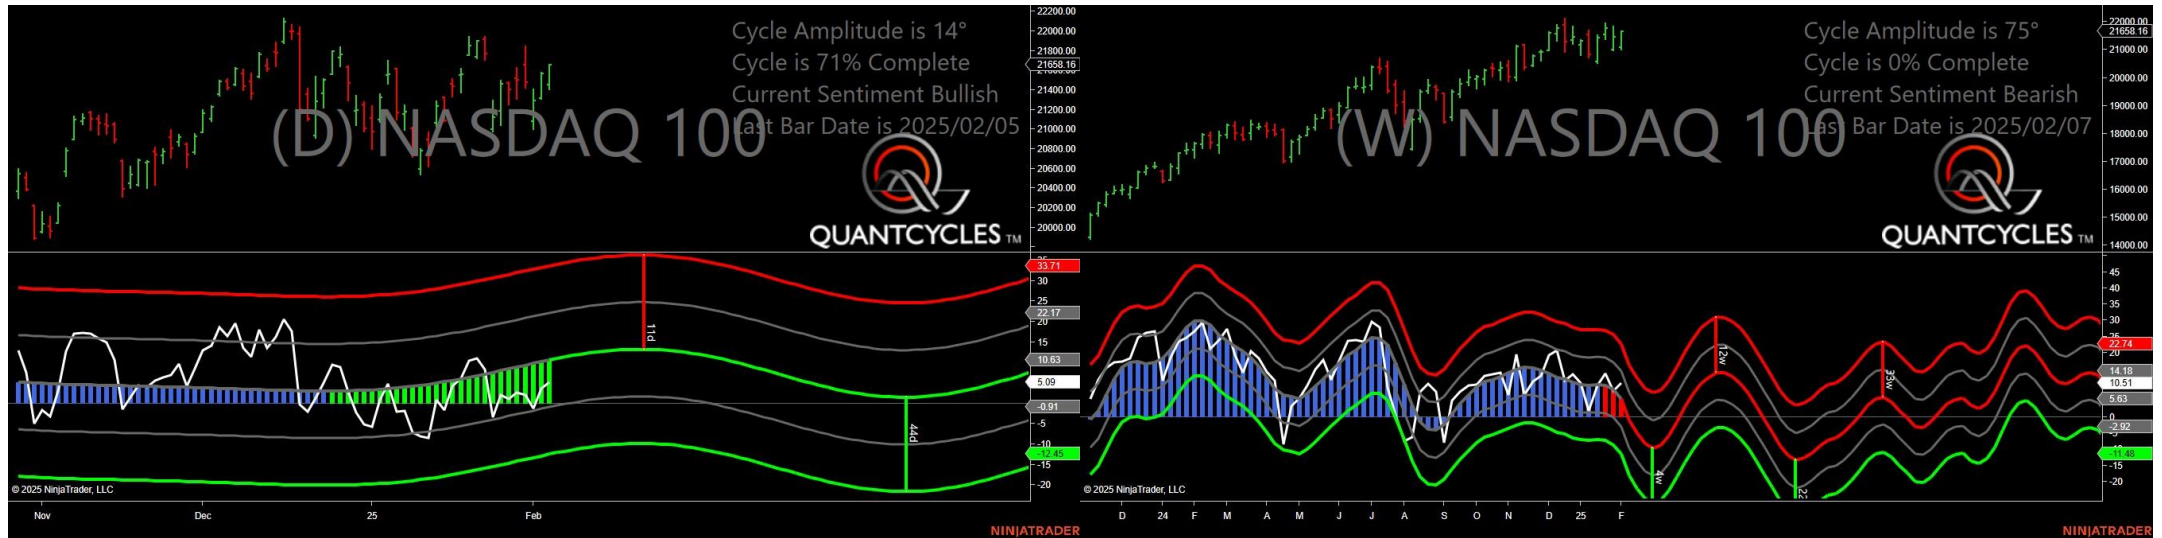 Cycle Amplitude is 14°
Cycle is 71% Complete
Current Sentiment Bullish
Last Bar Date is 2025/02/05
(D) NASDAQ 100
QUANTCYCLES TM
22200.00
22000.00
21800.00
21658.16
21400.00
21200.00
21000.00
20800.00
20600.00
20400.00
20200.00
20000.00
33.71
30
25
22.17
20
15
10.63
5.09
-0.91
-5
-10
-12.45
-15
-20
11d
44d
© 2025 NinjaTrader, LLC
Nov Dec 25 Feb
NINJATRADER
Cycle Amplitude is 75°
Cycle is 0% Complete
Current Sentiment Bearish
Last Bar Date is 2025/02/07
(W) NASDAQ 100
QUANTCYCLES TM
22000.00
21658.16
21000.00
20000.00
19000.00
18000.00
17000.00
16000.00
15000.00
14000.00
45
40
35
30
25
22.74
20
14.18
10.51
5.63
0
-2.92
-11.48
-15
-20
4w
12w
22
33w
© 2025 NinjaTrader, LLC
D 24 F M A M J J A S O N D 25 F
NINJATRADER